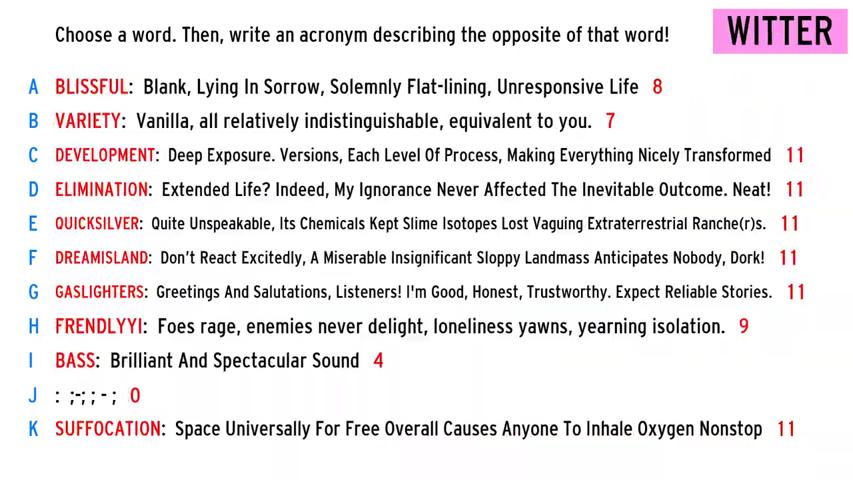 Choose a word. Then, write an acronym describing the opposite of that word!
WITTER
A BLISSFUL: Blank, Lying In Sorrow, Solemnly Flat-lining, Unresponsive Life 8
B VARIETY: Vanilla, all relatively indistinguishable, equivalent to you. 7
C DEVELOPMENT: Deep Exposure. Versions, Each Level Of Process, Making Everything Nicely Transformed 11
D ELIMINATION: Extended Life? Indeed, My Ignorance Never Affected The Inevitable Outcome. Neat! 11
E QUICKSILVER: Quite Unspeakable, Its Chemicals Kept Slime Isotopes Lost Vaguing Extraterrestrial Ranche(r)s. 11
F DREAMISLAND: Don't React Excitedly, A Miserable Insignificant Sloppy Landmass Anticipates Nobody, Dork! 11
G GASLIGHTERS: Greetings And Salutations, Listeners! I'm Good, Honest, Trustworthy. Expect Reliable Stories. 11
H FRENDLYYI: Foes rage, enemies never delight, loneliness yawns, yearning isolation. 9
I BASS: Brilliant And Spectacular Sound 4
J : ;-; ; - ; 0
K SUFFOCATION: Space Universally For Free Overall Causes Anyone To Inhale Oxygen Nonstop 11